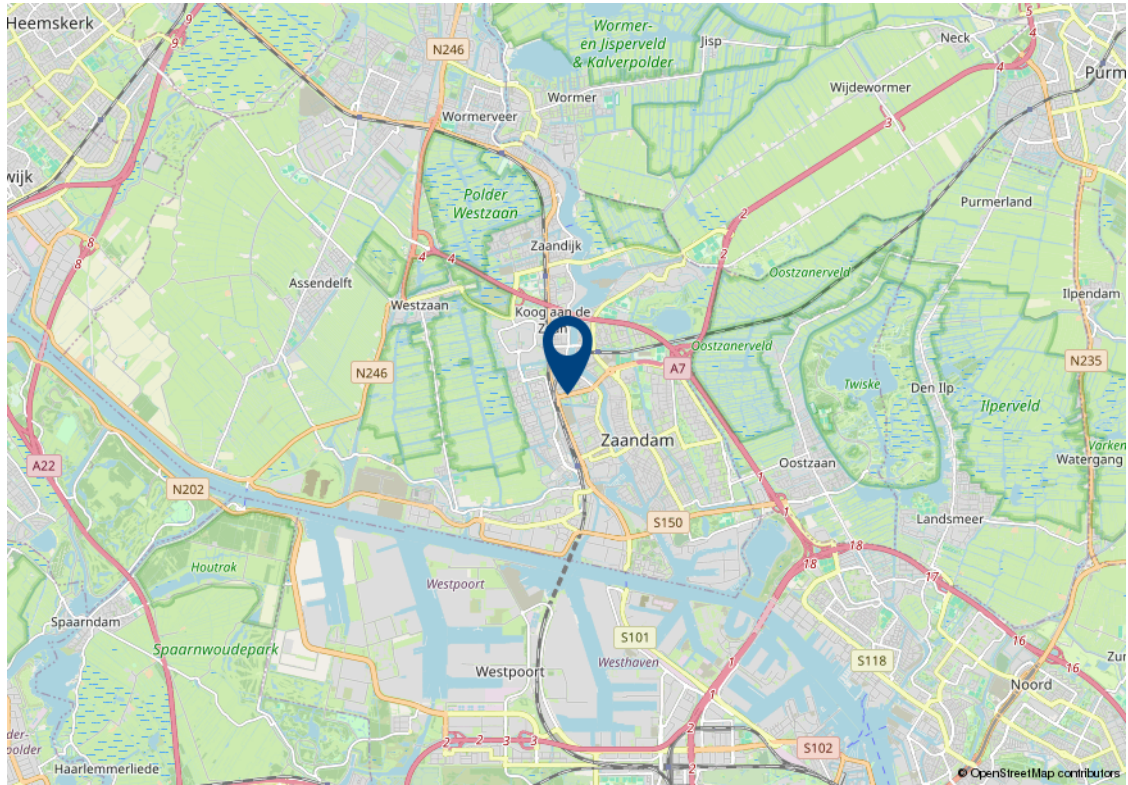 Heemskerk
9
9
N246
Wormer-
en Jisperveld
& Kalverpolder
Jisp
Neck
5
4
4
Purm
Wormer
Wijdewormer
3
Wormerveer
wijk
Polder
Westzaan
2
2
Purmerland
8
8
Zaandijk
4
4
Assendelft
Westzaan
Oostzanerveld
Ilpendam
Koog aan de
Zaan
Oostzanerveld
A7
N246
N235
Twiske
Den Ilp
Ilperveld
Zaandam
Varken
Watergang
A22
N202
1
1
Oostzaan
Landsmeer
S150
18
18
17
Houtrak
Westpoort
Spaarndam
Spaarnwoudepark
S101
Westhaven
16
16
Zun
S118
Westpoort
1
1
Noord
2
2
3
3
2
2
S102
der-
polder
Haarlemmerliede
© OpenStreetMap contributors